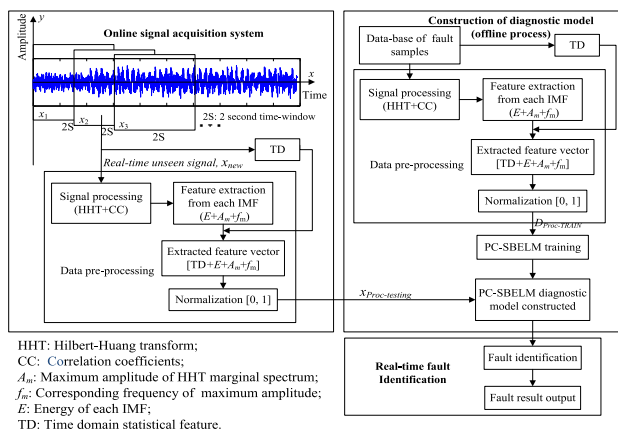 Online signal acquisition system
Amplitude
y
x
Time
x1
x2
x3
2S
2S
2S
2S: 2 second time-window
TD
Real-time unseen signal, xnew
Signal processing
(HHT+CC)
Feature extraction
from each IMF
(E+Am+fm)
Extracted feature vector
[TD+E+Am+fm]
Data pre-processing
Normalization [0, 1]
xProc-testing
Construction of diagnostic model
(offline process)
Data-base of fault
samples
TD
Signal processing
(HHT+CC)
Feature extraction
from each IMF
(E+Am+fm)
Data pre-processing
Extracted feature vector
[TD+E+Am+fm]
Normalization [0, 1]
DProc-TRAIN
PC-SBELM training
PC-SBELM diagnostic
model constructed
Real-time fault
Identification
Fault identification
Fault result output
HHT: Hilbert-Huang transform;
CC: Correlation coefficients;
Am: Maximum amplitude of HHT marginal spectrum;
fm: Corresponding frequency of maximum amplitude;
E: Energy of each IMF;
TD: Time domain statistical feature.